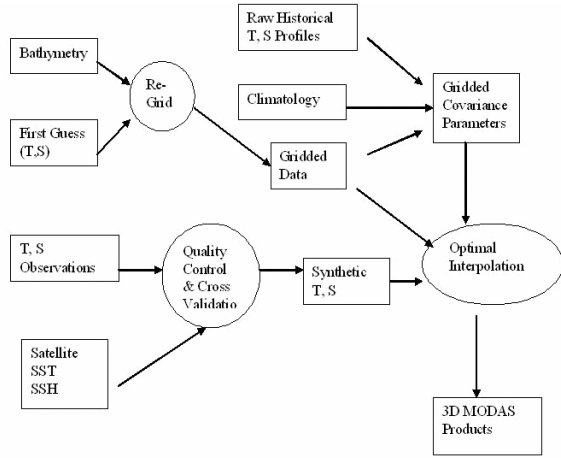 Raw Historical
T, S Profiles
Bathymetry
Re-
Grid
Climatology
Gridded
Covariance
Parameters
First Guess
(T,S)
Gridded
Data
T, S
Observations
Quality
Control
& Cross
Validatio
Synthetic
T, S
Optimal
Interpolation
Satellite
SST
SSH
3D MODAS
Products